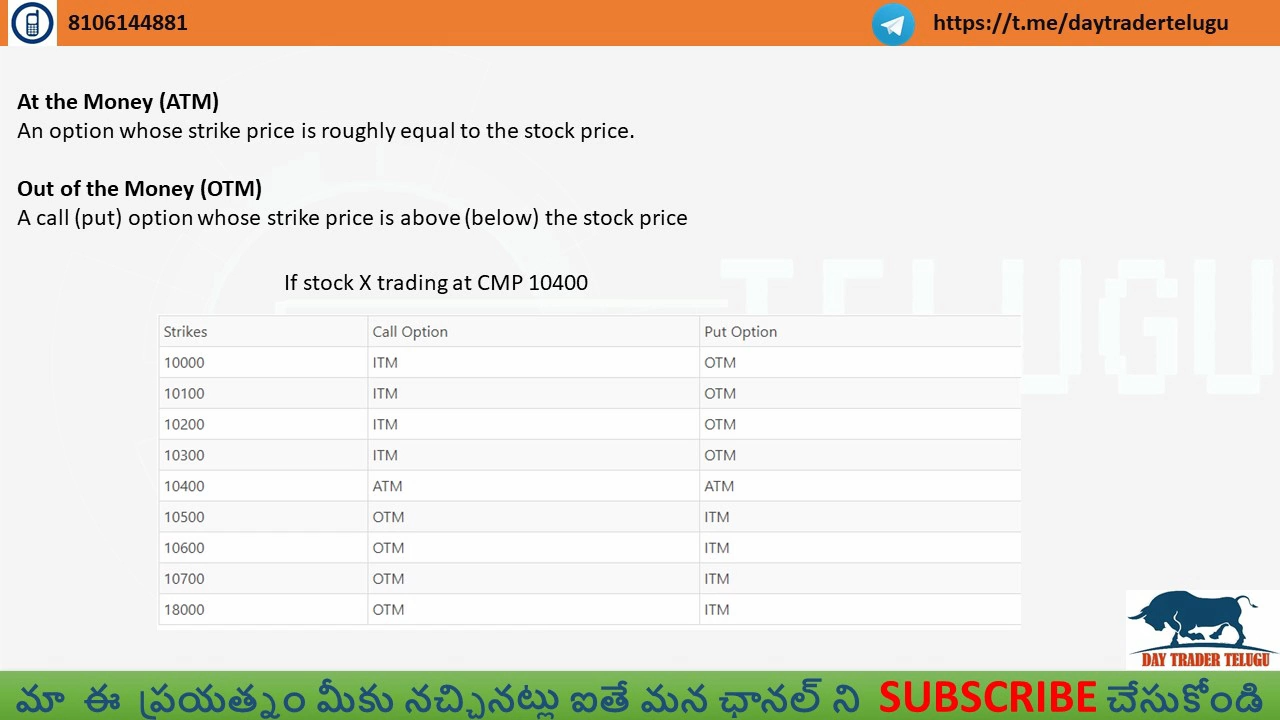 8106144881
https://t.me/daytradertelugu
At the Money (ATM)
An option whose strike price is roughly equal to the stock price.
Out of the Money (OTM)
A call (put) option whose strike price is above (below) the stock price
If stock X trading at CMP 10400
Strikes Call Option Put Option
10000 ITM OTM
10100 ITM OTM
10200 ITM OTM
10300 ITM OTM
10400 ATM ATM
10500 OTM ITM
10600 OTM ITM
10700 OTM ITM
18000 OTM ITM
TELUGU
DAY TRADER TELUGU
మా ఈ ప్రయత్నం మీకు నచ్చినట్లు ఐతే మన ఛానల్ ని SUBSCRIBE చేసుకోండి